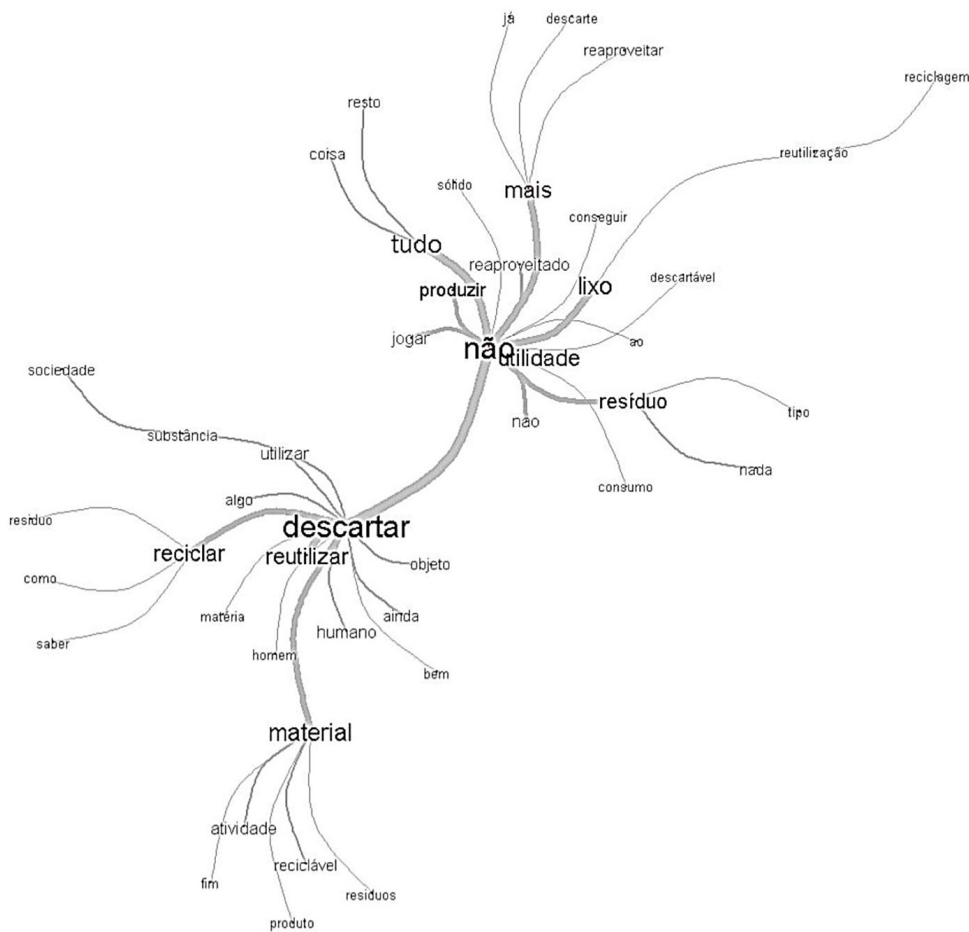 já
descarte
reaproveitar
reciclagem
resto
coisa
reutilização
sólido
mais
conseguir
tudo
reaproveitado
descartável
produzir
lixo
jogar
não
utilidade
ao
sociedade
resíduo
tipo
substância
não
utilizar
nada
consumo
algo
resíduo
descartar
reciclar
reutilizar
objeto
como
matéria
ainda
humano
saber
homem
bem
material
atividade
reciclável
fim
resíduos
produto